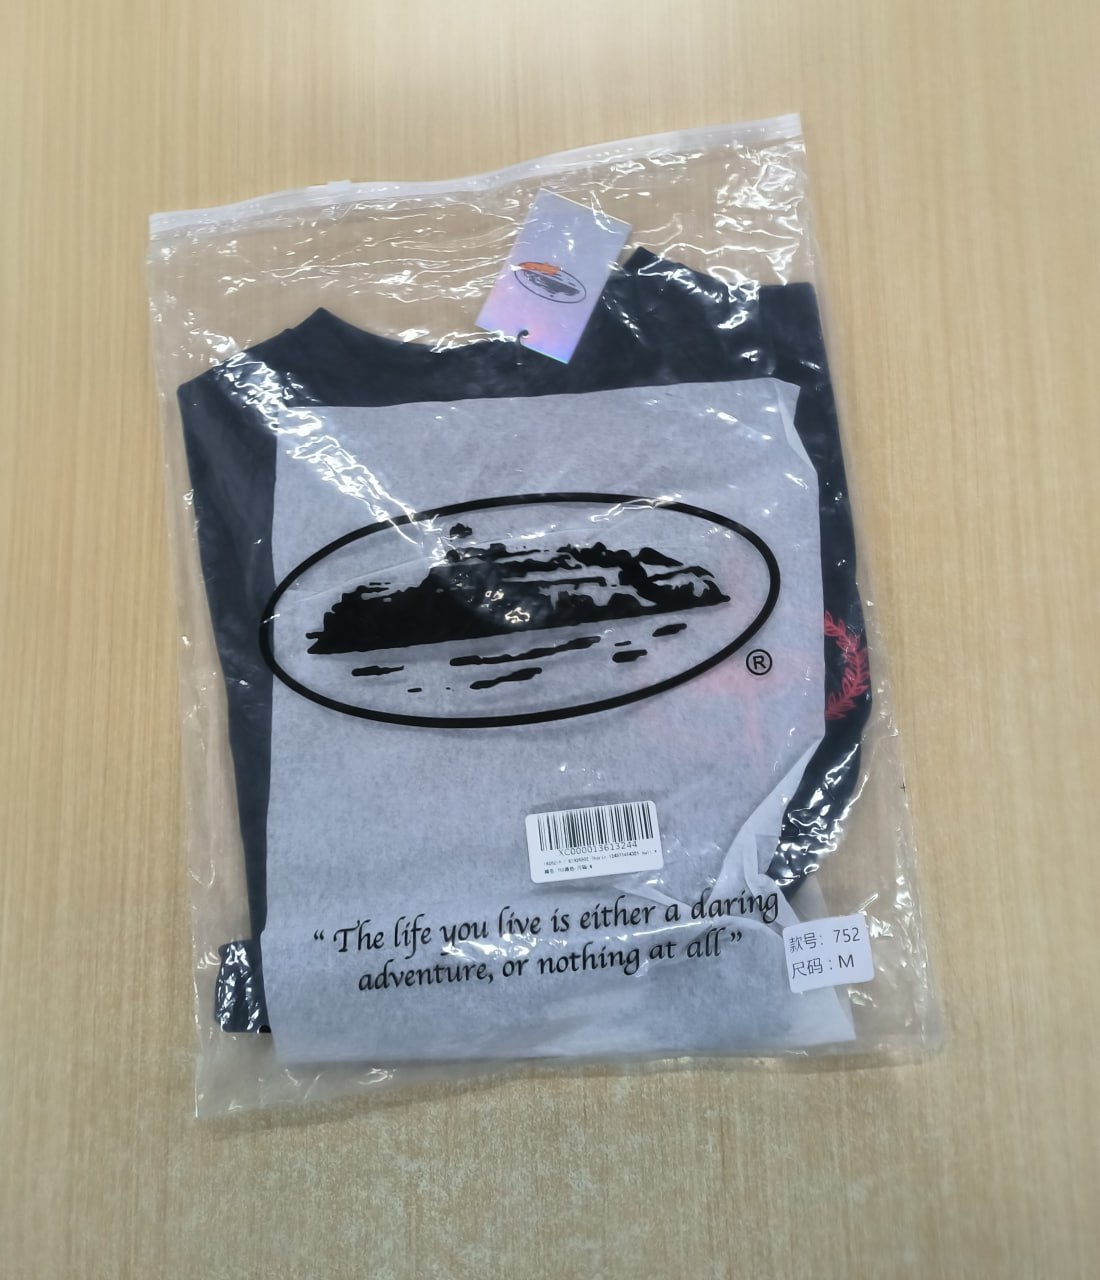 ®
XC000013613244
“ The life you live is either a daring
adventure, or nothing at all ”
款号: 752
尺码 : M